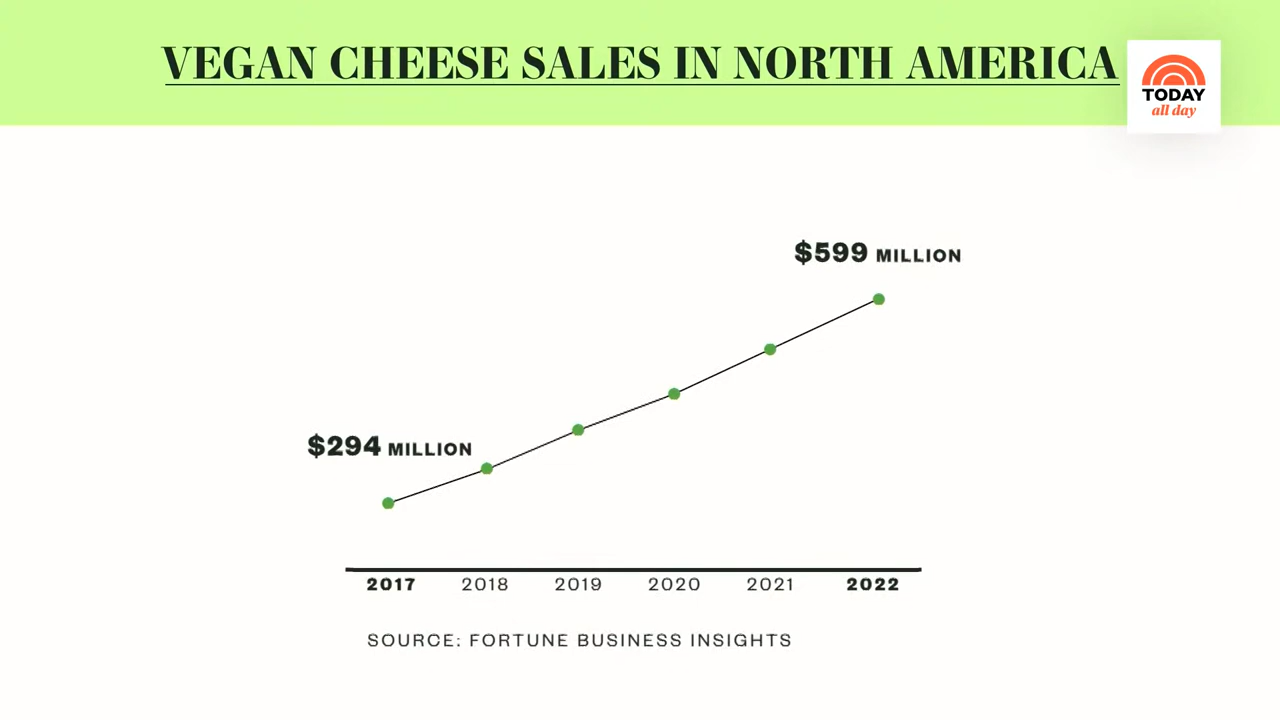 VEGAN CHEESE SALES IN NORTH AMERICA
TODAY
all day
$599 MILLION
$294 MILLION
2017 2018 2019 2020 2021 2022
SOURCE: FORTUNE BUSINESS INSIGHTS